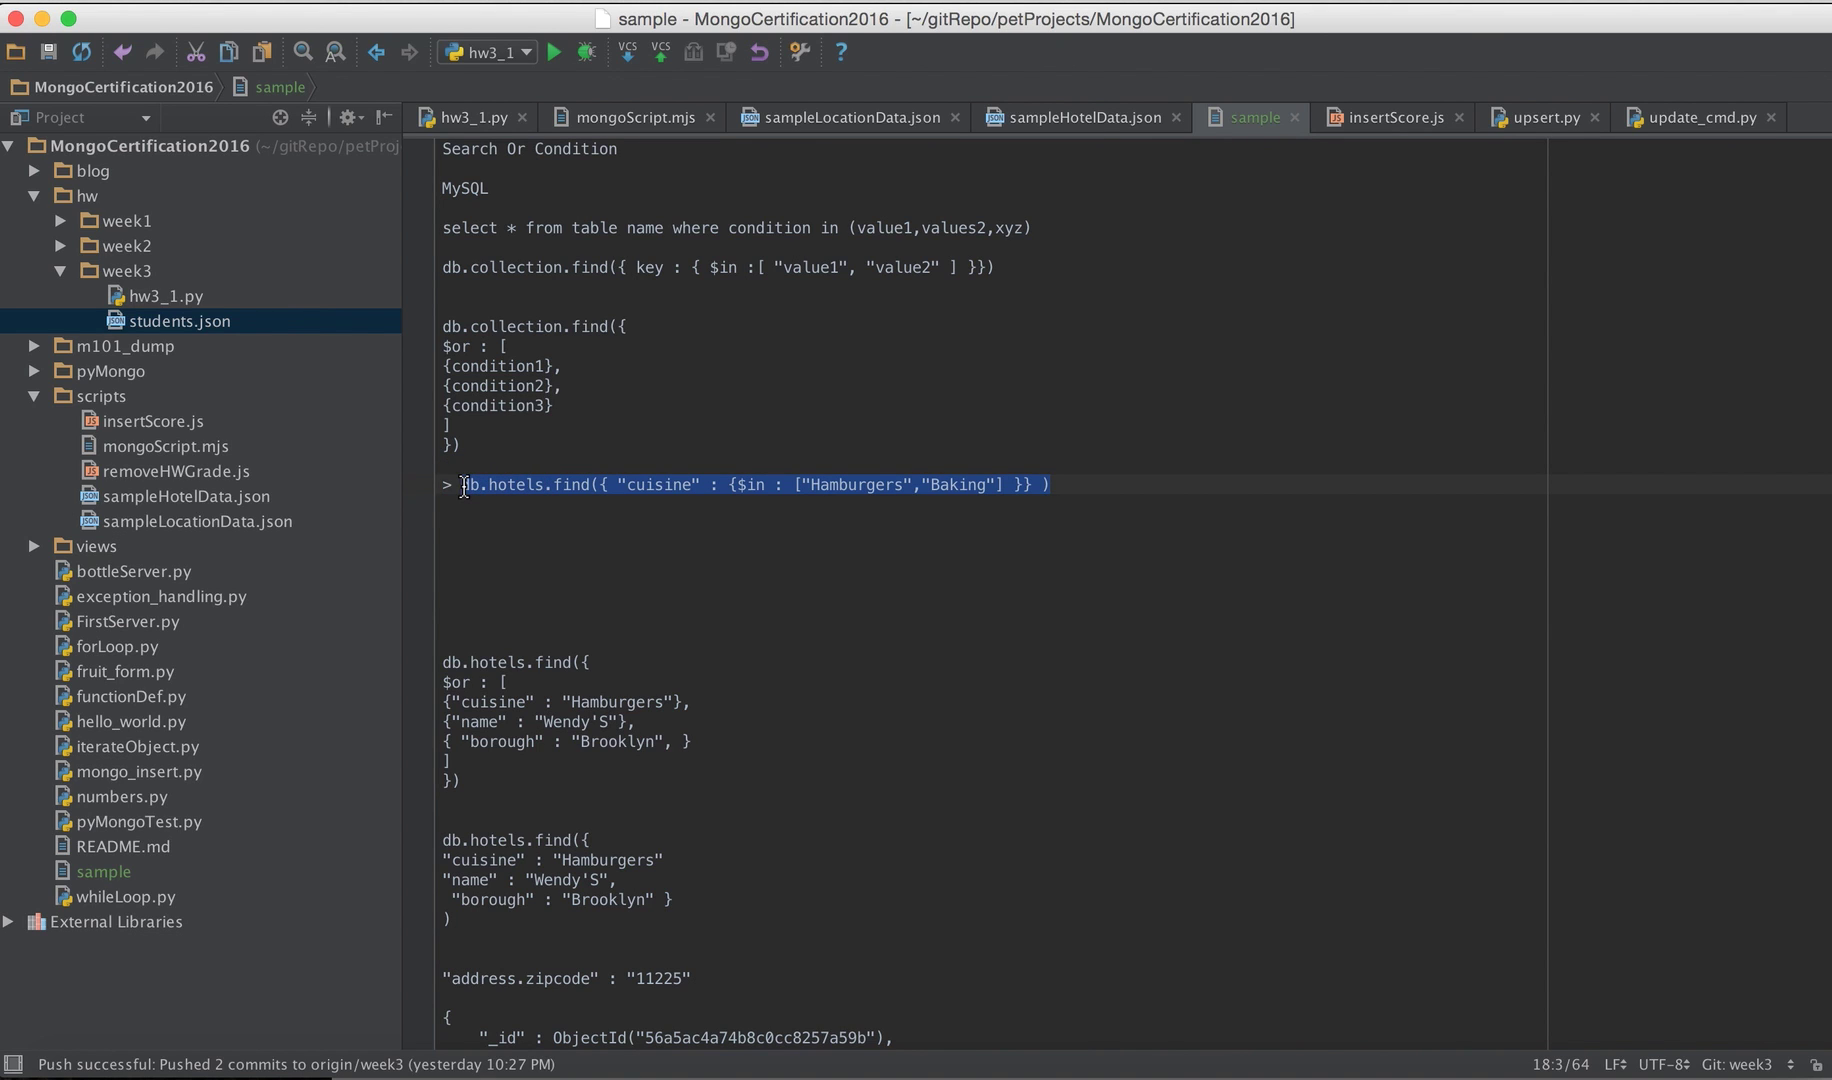 sample - MongoCertification2016 - [~/gitRepo/petProjects/MongoCertification2016]
hw3_1
VCS
VCS
?
MongoCertification2016
sample
Project
hw3_1.py
mongoScript.mjs
sampleLocationData.json
sampleHotelData.json
sample
insertScore.js
upsert.py
update_cmd.py
MongoCertification2016 (~/gitRepo/petProj
blog
hw
week1
week2
week3
hw3_1.py
students.json
m101_dump
pyMongo
scripts
insertScore.js
mongoScript.mjs
removeHWGrade.js
sampleHotelData.json
sampleLocationData.json
views
bottleServer.py
exception_handling.py
FirstServer.py
forLoop.py
fruit_form.py
functionDef.py
hello_world.py
iterateObject.py
mongo_insert.py
numbers.py
pyMongoTest.py
README.md
sample
whileLoop.py
External Libraries
Search Or Condition
MySQL
select * from table name where condition in (value1,values2,xyz)
db.collection.find({ key : { $in :[ "value1", "value2" ] }})
db.collection.find({
$or : [
{condition1},
{condition2},
{condition3}
]
})
> db.hotels.find({ "cuisine" : {$in : ["Hamburgers","Baking"] }} )
db.hotels.find({
$or : [
{"cuisine" : "Hamburgers"},
{"name" : "Wendy'S"},
{ "borough" : "Brooklyn", }
]
})
db.hotels.find({
"cuisine" : "Hamburgers"
"name" : "Wendy'S",
"borough" : "Brooklyn" }
)
"address.zipcode" : "11225"
{
"_id" : ObjectId("56a5ac4a74b8c0cc8257a59b"),
Push successful: Pushed 2 commits to origin/week3 (yesterday 10:27 PM)
18:3/64 LF UTF-8 Git: week3